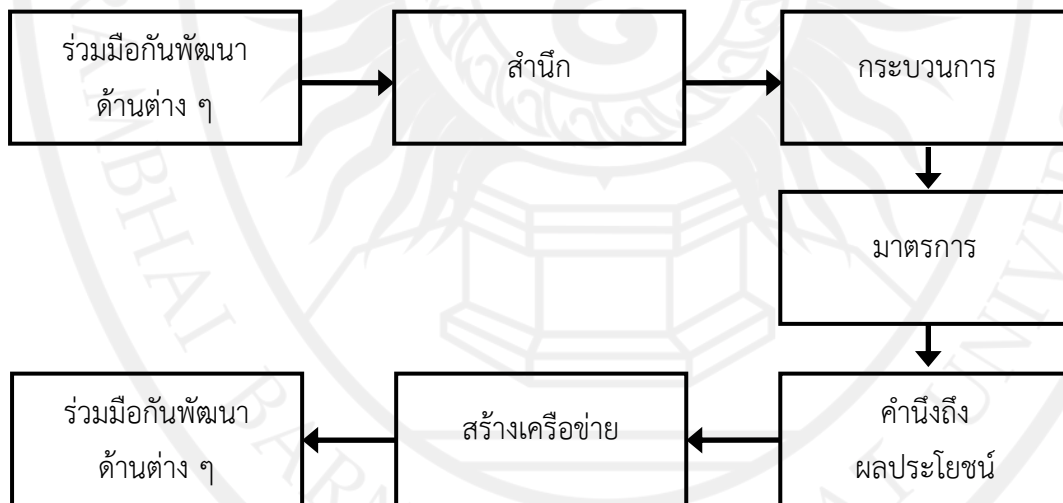 ร่วมมือกันพัฒนา
ด้านต่าง ๆ
สำนึก
กระบวนการ
มาตรการ
คำนึงถึง
ผลประโยชน์
สร้างเครือข่าย
ร่วมมือกันพัฒนา
ด้านต่าง ๆ